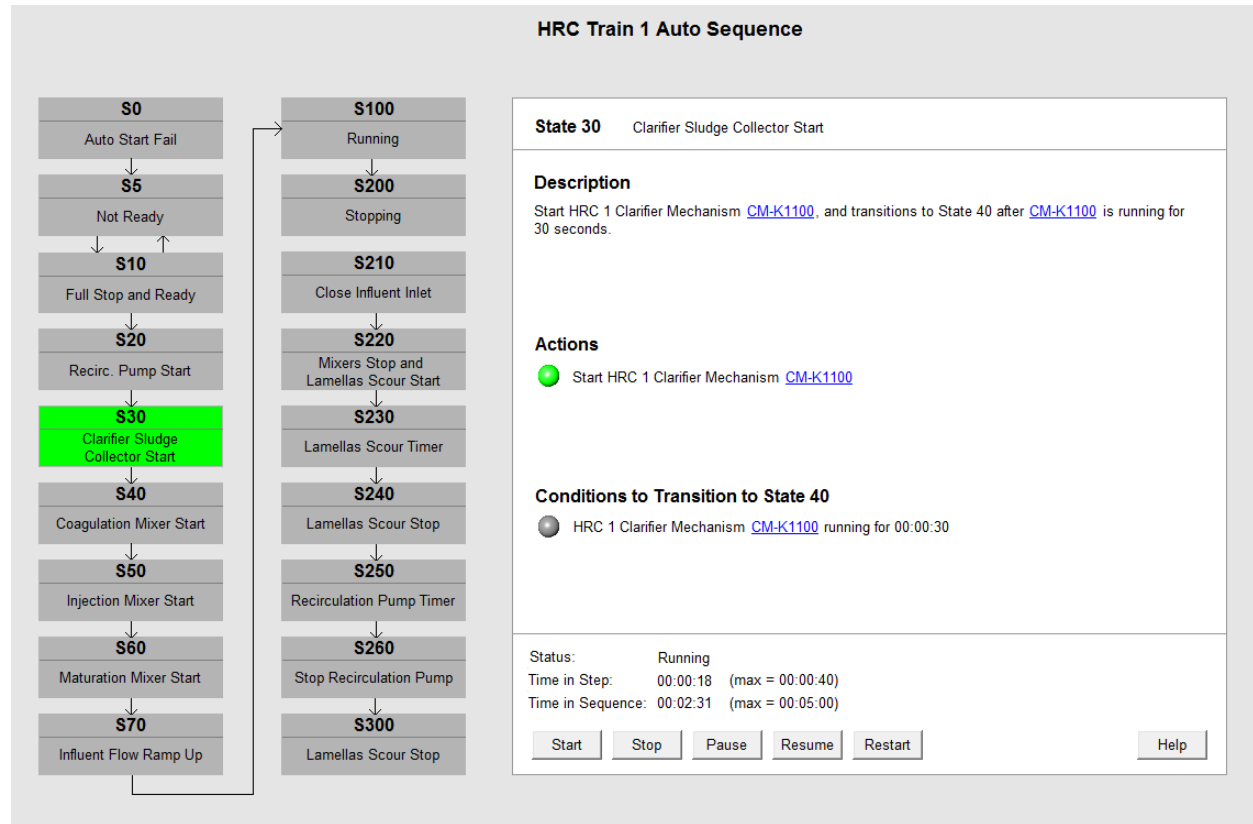 HRC Train 1 Auto Sequence
S0
Auto Start Fail
S5
Not Ready
S10
Full Stop and Ready
S20
Recirc. Pump Start
S30
Clarifier Sludge
Collector Start
S40
Coagulation Mixer Start
S50
Injection Mixer Start
S60
Maturation Mixer Start
S70
Influent Flow Ramp Up
S100
Running
S200
Stopping
S210
Close Influent Inlet
S220
Mixers Stop and
Lamellas Scour Start
S230
Lamellas Scour Timer
S240
Lamellas Scour Stop
S250
Recirculation Pump Timer
S260
Stop Recirculation Pump
S300
Lamellas Scour Stop
State 30 Clarifier Sludge Collector Start
Description
Start HRC 1 Clarifier Mechanism CM-K1100, and transitions to State 40 after CM-K1100 is running for
30 seconds.
Actions
Start HRC 1 Clarifier Mechanism CM-K1100
Conditions to Transition to State 40
HRC 1 Clarifier Mechanism CM-K1100 running for 00:00:30
Status: Running
Time in Step: 00:00:18 (max = 00:00:40)
Time in Sequence: 00:02:31 (max = 00:05:00)
Start Stop Pause Resume Restart Help